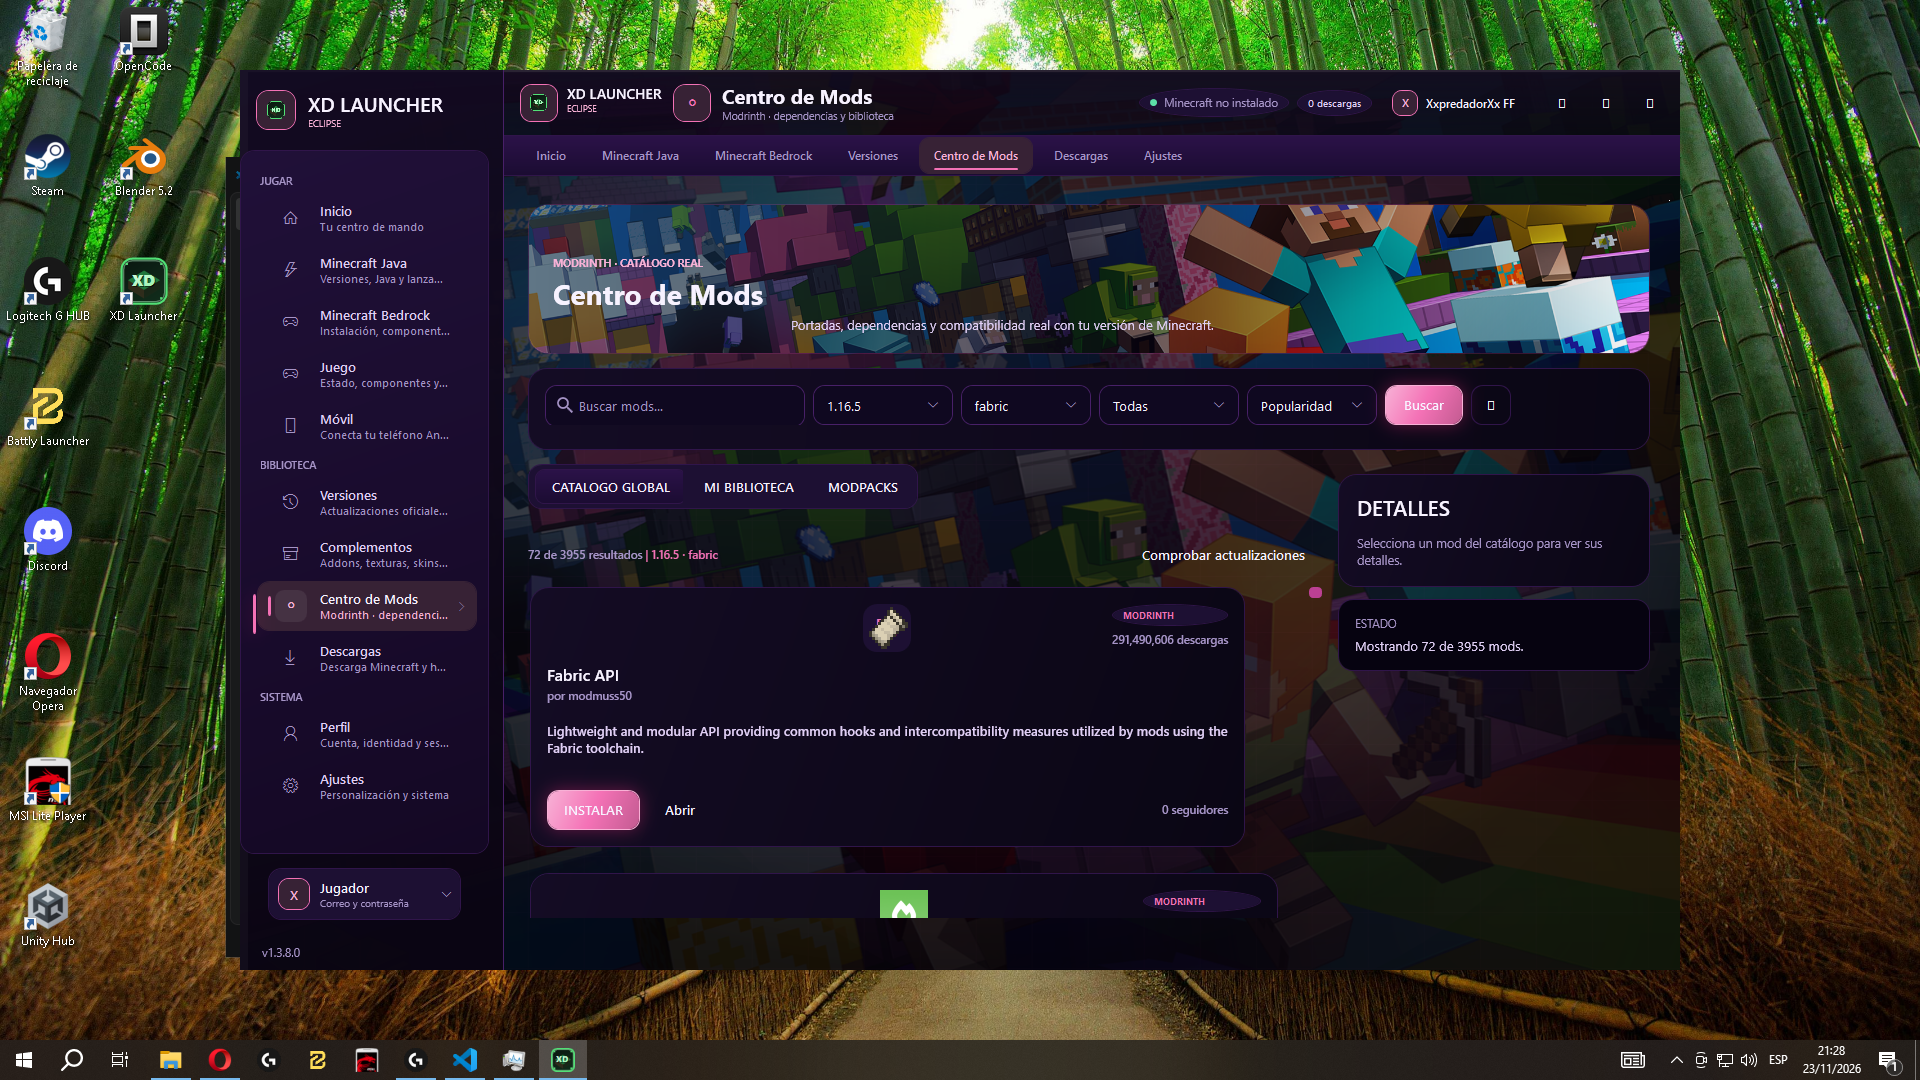 Papelera de
reciclaje
OpenCode
Steam
Blender 5.2
Logitech G HUB
XD
XD Launcher
Battly Launcher
Discord
Navegador
Opera
MSI Lite Player
Unity Hub
XD
XD LAUNCHER
ECLIPSE
JUGAR
Inicio
Tu centro de mando
Minecraft Java
Versiones, Java y lanza...
Minecraft Bedrock
Instalación, component...
Juego
Estado, componentes y...
Móvil
Conecta tu teléfono An...
BIBLIOTECA
Versiones
Actualizaciones oficiale...
Complementos
Addons, texturas, skins...
Centro de Mods
Modrinth · dependenci...
Descargas
Descarga Minecraft y h...
SISTEMA
Perfil
Cuenta, identidad y ses...
Ajustes
Personalización y sistema
X
Jugador
Correo y contraseña
v1.3.8.0
XD
XD LAUNCHER
ECLIPSE
Centro de Mods
Modrinth · dependencias y biblioteca
Minecraft no instalado
0 descargas
X
XxpredadorXx FF
Inicio
Minecraft Java
Minecraft Bedrock
Versiones
Centro de Mods
Descargas
Ajustes
MODRINTH · CATÁLOGO REAL
Centro de Mods
Portadas, dependencias y compatibilidad real con tu versión de Minecraft.
Buscar mods...
1.16.5
fabric
Todas
Popularidad
Buscar
CATALOGO GLOBAL
MI BIBLIOTECA
MODPACKS
72 de 3955 resultados | 1.16.5 · fabric
Comprobar actualizaciones
MODRINTH
291,490,606 descargas
Fabric API
por modmuss50
Lightweight and modular API providing common hooks and intercompatibility measures utilized by mods using the
Fabric toolchain.
INSTALAR
Abrir
0 seguidores
MODRINTH
DETALLES
Selecciona un mod del catálogo para ver sus
detalles.
ESTADO
Mostrando 72 de 3955 mods.
XD
ESP
21:28
23/11/2026
1